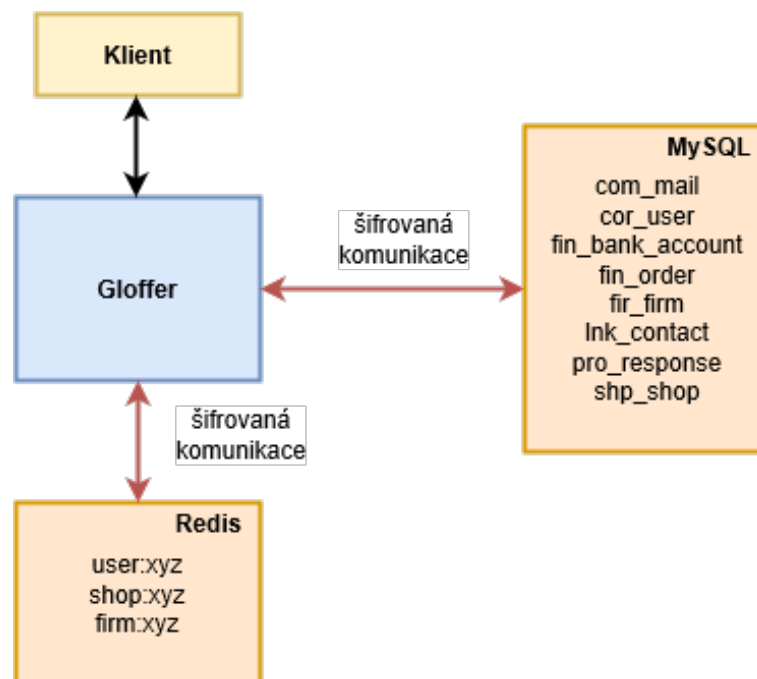 Klient
Gloffer
šifrovaná
komunikace
MySQL
com_mail
cor_user
fin_bank_account
fin_order
fir_firm
lnk_contact
pro_response
shp_shop
šifrovaná
komunikace
Redis
user:xyz
shop:xyz
firm:xyz